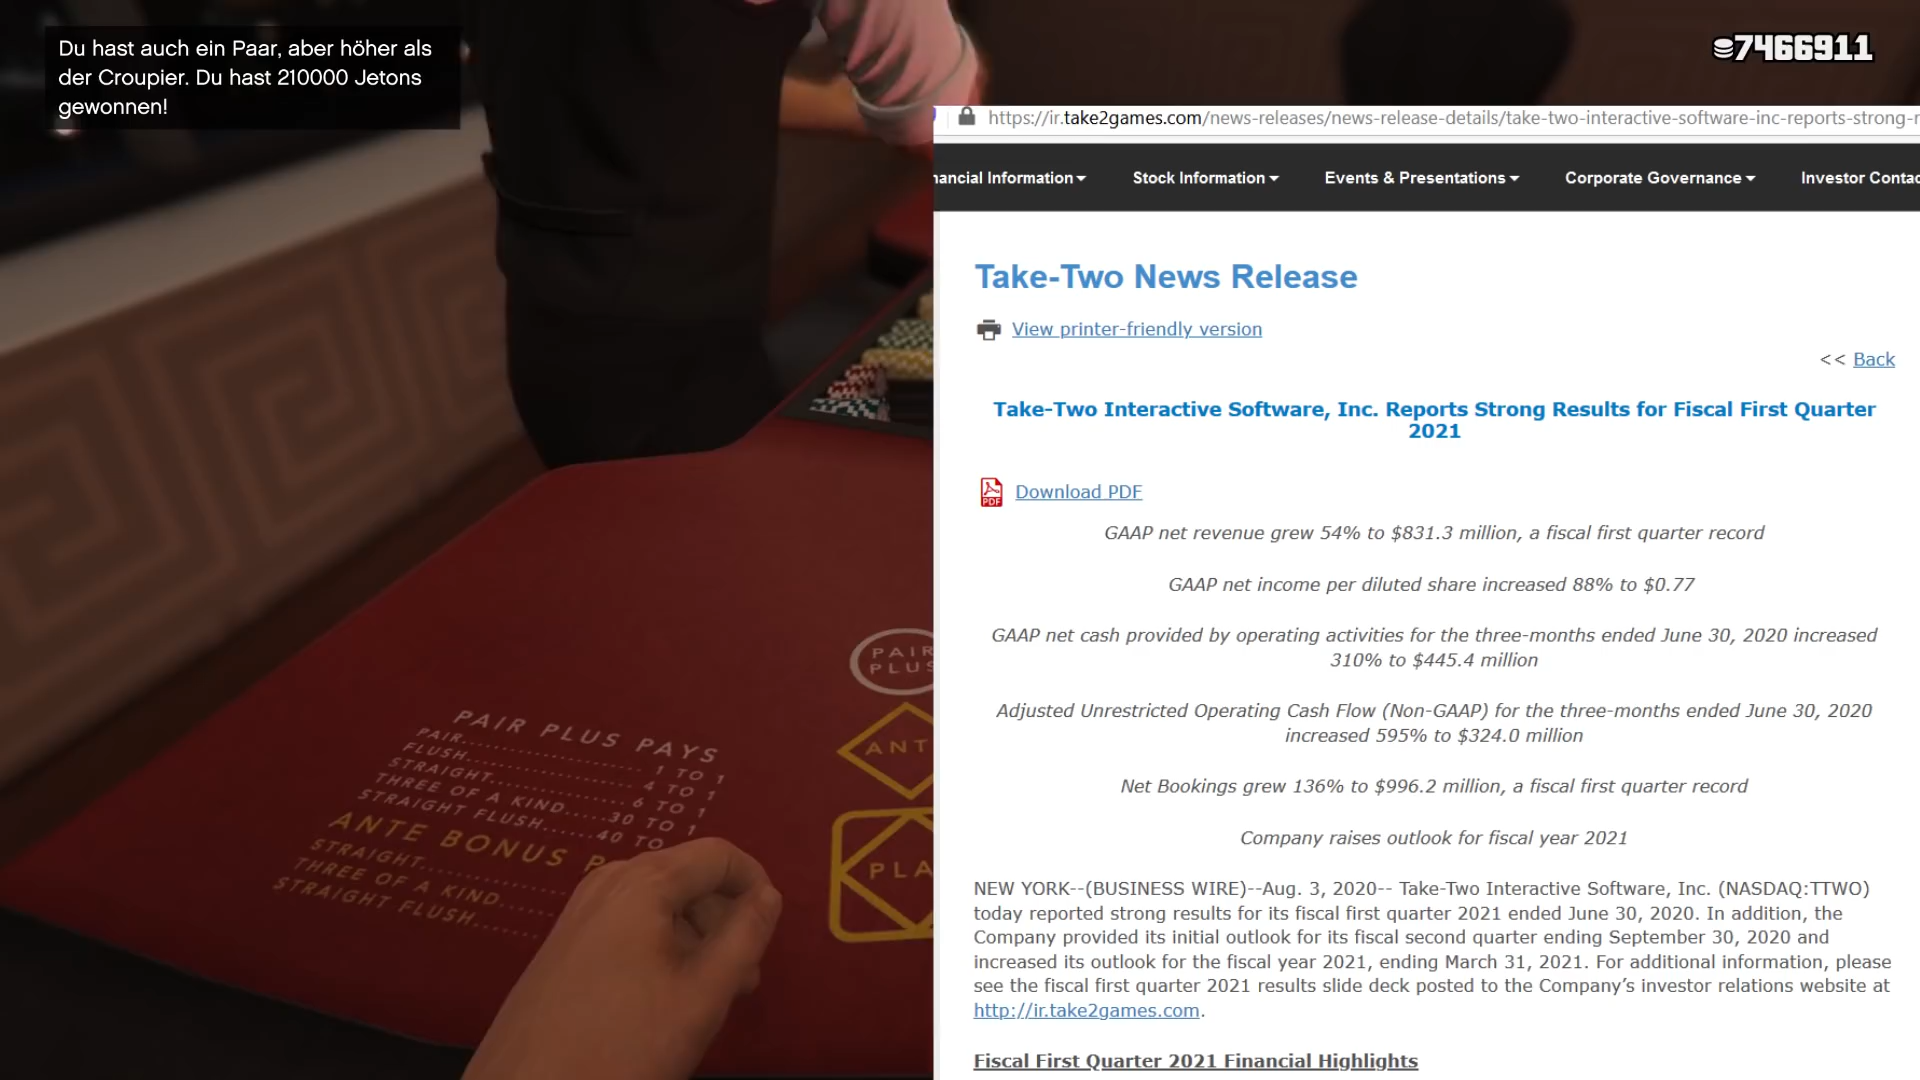 Du hast auch ein Paar, aber höher als
der Croupier. Du hast 210000 Jetons
gewonnen!
7466911
https://ir.take2games.com/news-releases/news-release-details/take-two-interactive-software-inc-reports-strong-r
nancial Information
Stock Information
Events & Presentations
Corporate Governance
Investor Contac
Take-Two News Release
View printer-friendly version
<< Back
Take-Two Interactive Software, Inc. Reports Strong Results for Fiscal First Quarter
2021
PDF
Download PDF
GAAP net revenue grew 54% to $831.3 million, a fiscal first quarter record
GAAP net income per diluted share increased 88% to $0.77
GAAP net cash provided by operating activities for the three-months ended June 30, 2020 increased
310% to $445.4 million
Adjusted Unrestricted Operating Cash Flow (Non-GAAP) for the three-months ended June 30, 2020
increased 595% to $324.0 million
Net Bookings grew 136% to $996.2 million, a fiscal first quarter record
Company raises outlook for fiscal year 2021
NEW YORK--(BUSINESS WIRE)--Aug. 3, 2020-- Take-Two Interactive Software, Inc. (NASDAQ:TTWO)
today reported strong results for its fiscal first quarter 2021 ended June 30, 2020. In addition, the
Company provided its initial outlook for its fiscal second quarter ending September 30, 2020 and
increased its outlook for the fiscal year 2021, ending March 31, 2021. For additional information, please
see the fiscal first quarter 2021 results slide deck posted to the Company's investor relations website at
http://ir.take2games.com.
Fiscal First Quarter 2021 Financial Highlights
PAIR
PLUS
ANT
PLA
PAIR PLUS PAYS
PAIR 1 TO 1
FLUSH 4 TO 1
STRAIGHT 6 TO 1
THREE OF A KIND 30 TO 1
STRAIGHT FLUSH 40 TO
ANTE BONUS P
STRAIGHT
THREE OF A KIND
STRAIGHT FLUSH